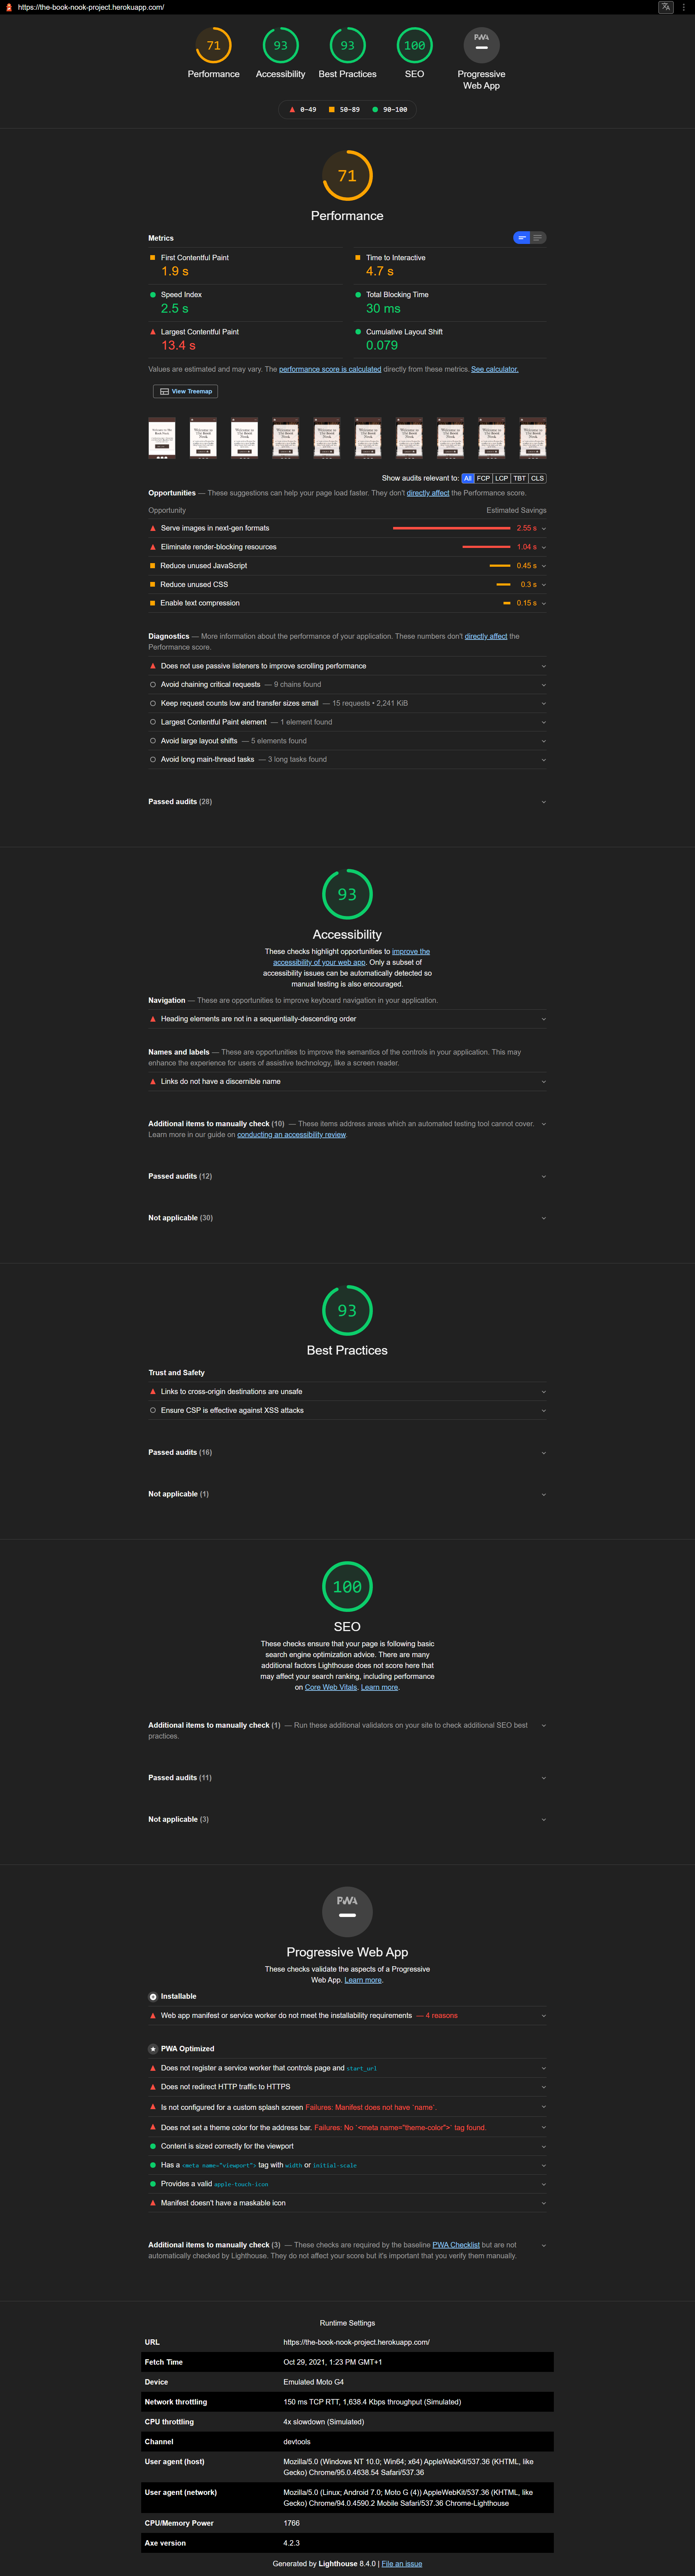 https://the-book-nook-project.herokuapp.com/
71
93
93
100
PWA
Performance
Accessibility
Best Practices
SEO
Progressive
Web App
0–49
50–89
90–100
71
Performance
Metrics
First Contentful Paint
1.9 s
Time to Interactive
4.7 s
Speed Index
2.5 s
Total Blocking Time
30 ms
Largest Contentful Paint
13.4 s
Cumulative Layout Shift
0.079
Values are estimated and may vary. The performance score is calculated directly from these metrics. See calculator.
View Treemap
Show audits relevant to: All FCP LCP TBT CLS
Opportunities — These suggestions can help your page load faster. They don't directly affect the Performance score.
Opportunity Estimated Savings
Serve images in next-gen formats 2.55 s
Eliminate render-blocking resources 1.04 s
Reduce unused JavaScript 0.45 s
Reduce unused CSS 0.3 s
Enable text compression 0.15 s
Diagnostics — More information about the performance of your application. These numbers don't directly affect the
Performance score.
Does not use passive listeners to improve scrolling performance
Avoid chaining critical requests — 9 chains found
Keep request counts low and transfer sizes small — 15 requests • 2,241 KiB
Largest Contentful Paint element — 1 element found
Avoid large layout shifts — 5 elements found
Avoid long main-thread tasks — 3 long tasks found
Passed audits (28)
93
Accessibility
These checks highlight opportunities to improve the
accessibility of your web app. Only a subset of
accessibility issues can be automatically detected so
manual testing is also encouraged.
Navigation — These are opportunities to improve keyboard navigation in your application.
Heading elements are not in a sequentially-descending order
Names and labels — These are opportunities to improve the semantics of the controls in your application. This may
enhance the experience for users of assistive technology, like a screen reader.
Links do not have a discernible name
Additional items to manually check (10) — These items address areas which an automated testing tool cannot cover.
Learn more in our guide on conducting an accessibility review.
Passed audits (12)
Not applicable (30)
93
Best Practices
Trust and Safety
Links to cross-origin destinations are unsafe
Ensure CSP is effective against XSS attacks
Passed audits (16)
Not applicable (1)
100
SEO
These checks ensure that your page is following basic
search engine optimization advice. There are many
additional factors Lighthouse does not score here that
may affect your search ranking, including performance
on Core Web Vitals. Learn more.
Additional items to manually check (1) — Run these additional validators on your site to check additional SEO best
practices.
Passed audits (11)
Not applicable (3)
PWA
Progressive Web App
These checks validate the aspects of a Progressive
Web App. Learn more.
Installable
Web app manifest or service worker do not meet the installability requirements — 4 reasons
PWA Optimized
Does not register a service worker that controls page and start_url
Does not redirect HTTP traffic to HTTPS
Is not configured for a custom splash screen Failures: Manifest does not have `name`.
Does not set a theme color for the address bar. Failures: No `<meta name="theme-color">` tag found.
Content is sized correctly for the viewport
Has a <meta name="viewport"> tag with width or initial-scale
Provides a valid apple-touch-icon
Manifest doesn't have a maskable icon
Additional items to manually check (3) — These checks are required by the baseline PWA Checklist but are not
automatically checked by Lighthouse. They do not affect your score but it's important that you verify them manually.
Runtime Settings
URL https://the-book-nook-project.herokuapp.com/
Fetch Time Oct 29, 2021, 1:23 PM GMT+1
Device Emulated Moto G4
Network throttling 150 ms TCP RTT, 1,638.4 Kbps throughput (Simulated)
CPU throttling 4x slowdown (Simulated)
Channel devtools
User agent (host) Mozilla/5.0 (Windows NT 10.0; Win64; x64) AppleWebKit/537.36 (KHTML, like
Gecko) Chrome/95.0.4638.54 Safari/537.36
User agent (network) Mozilla/5.0 (Linux; Android 7.0; Moto G (4)) AppleWebKit/537.36 (KHTML, like
Gecko) Chrome/94.0.4590.2 Mobile Safari/537.36 Chrome-Lighthouse
CPU/Memory Power 1766
Axe version 4.2.3
Generated by Lighthouse 8.4.0 | File an issue